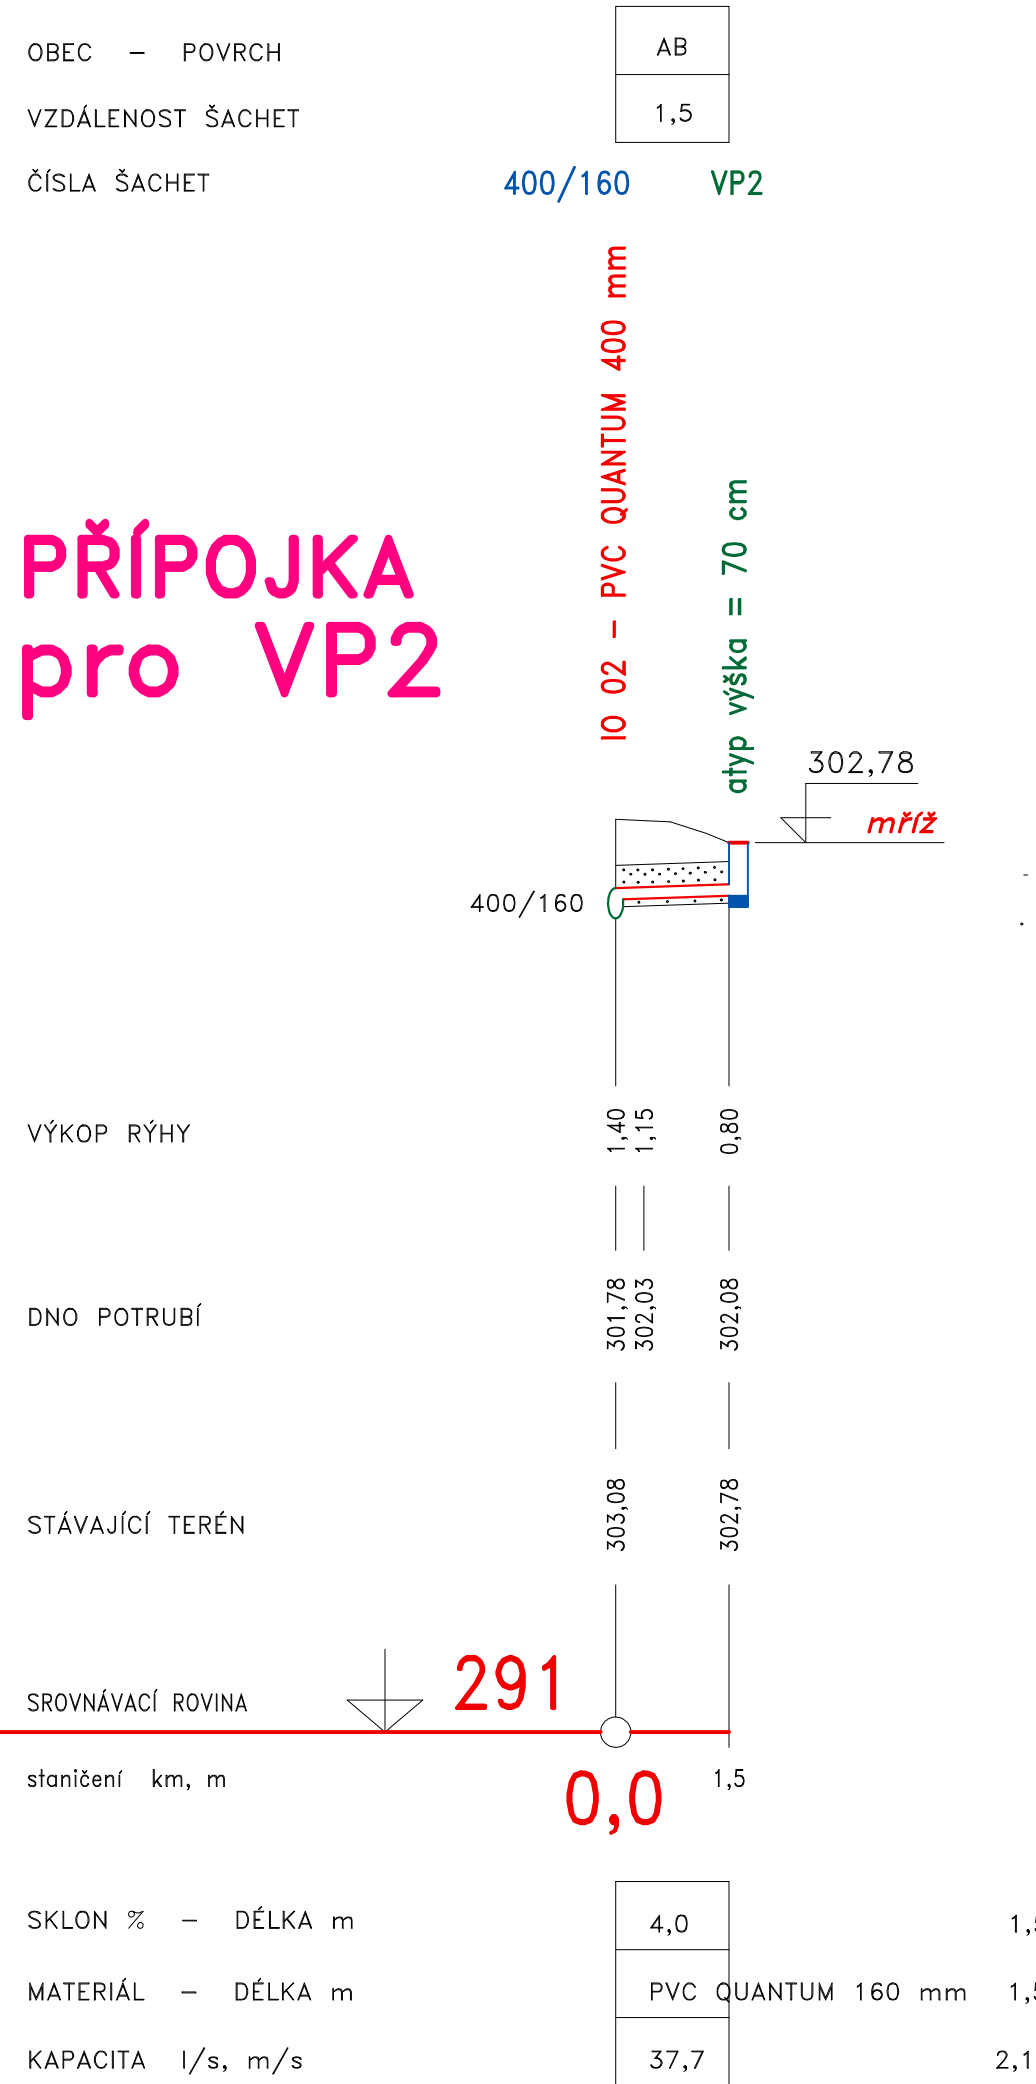 OBEC – POVRCH AB
VZDÁLENOST ŠACHET 1,5
ČÍSLA ŠACHET 400/160 VP2
IO 02 – PVC QUANTUM 400 mm
atyp výška = 70 cm
PŘÍPOJKA
pro VP2
302,78
mříž
400/160
VÝKOP RÝHY 1,40 1,15 0,80
DNO POTRUBÍ 301,78 302,03 302,08
STÁVAJÍCÍ TERÉN 303,08 302,78
SROVNÁVACÍ ROVINA 291
staničení km, m 0,0 1,5
SKLON % – DÉLKA m 4,0
MATERIÁL – DÉLKA m PVC QUANTUM 160 mm
KAPACITA l/s, m/s 37,7